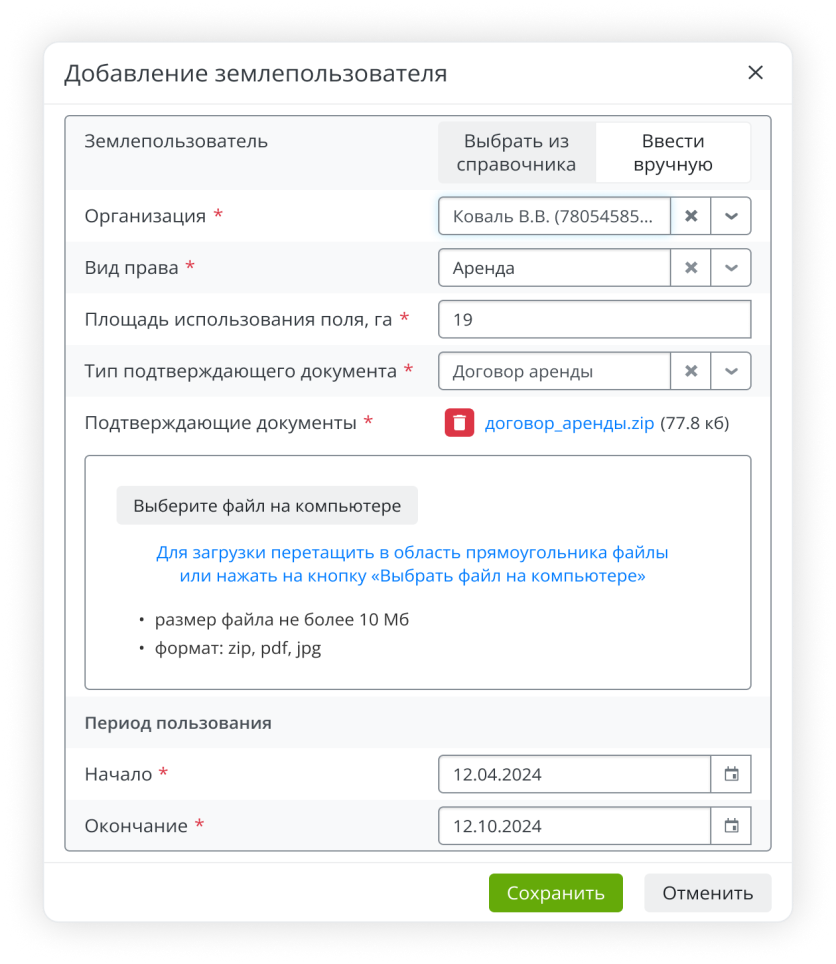 Добавление землепользователя
Землепользователь
Выбрать из
справочника
Ввести
вручную
Организация *
Коваль В.В. (78054585...
Вид права *
Аренда
Площадь использования поля, га *
19
Тип подтверждающего документа *
Договор аренды
Подтверждающие документы *
договор_аренды.zip (77.8 кб)
Выберите файл на компьютере
Для загрузки перетащить в область прямоугольника файлы
или нажать на кнопку «Выбрать файл на компьютере»
• размер файла не более 10 Мб
• формат: zip, pdf, jpg
Период пользования
Начало *
12.04.2024
Окончание *
12.10.2024
Сохранить
Отменить